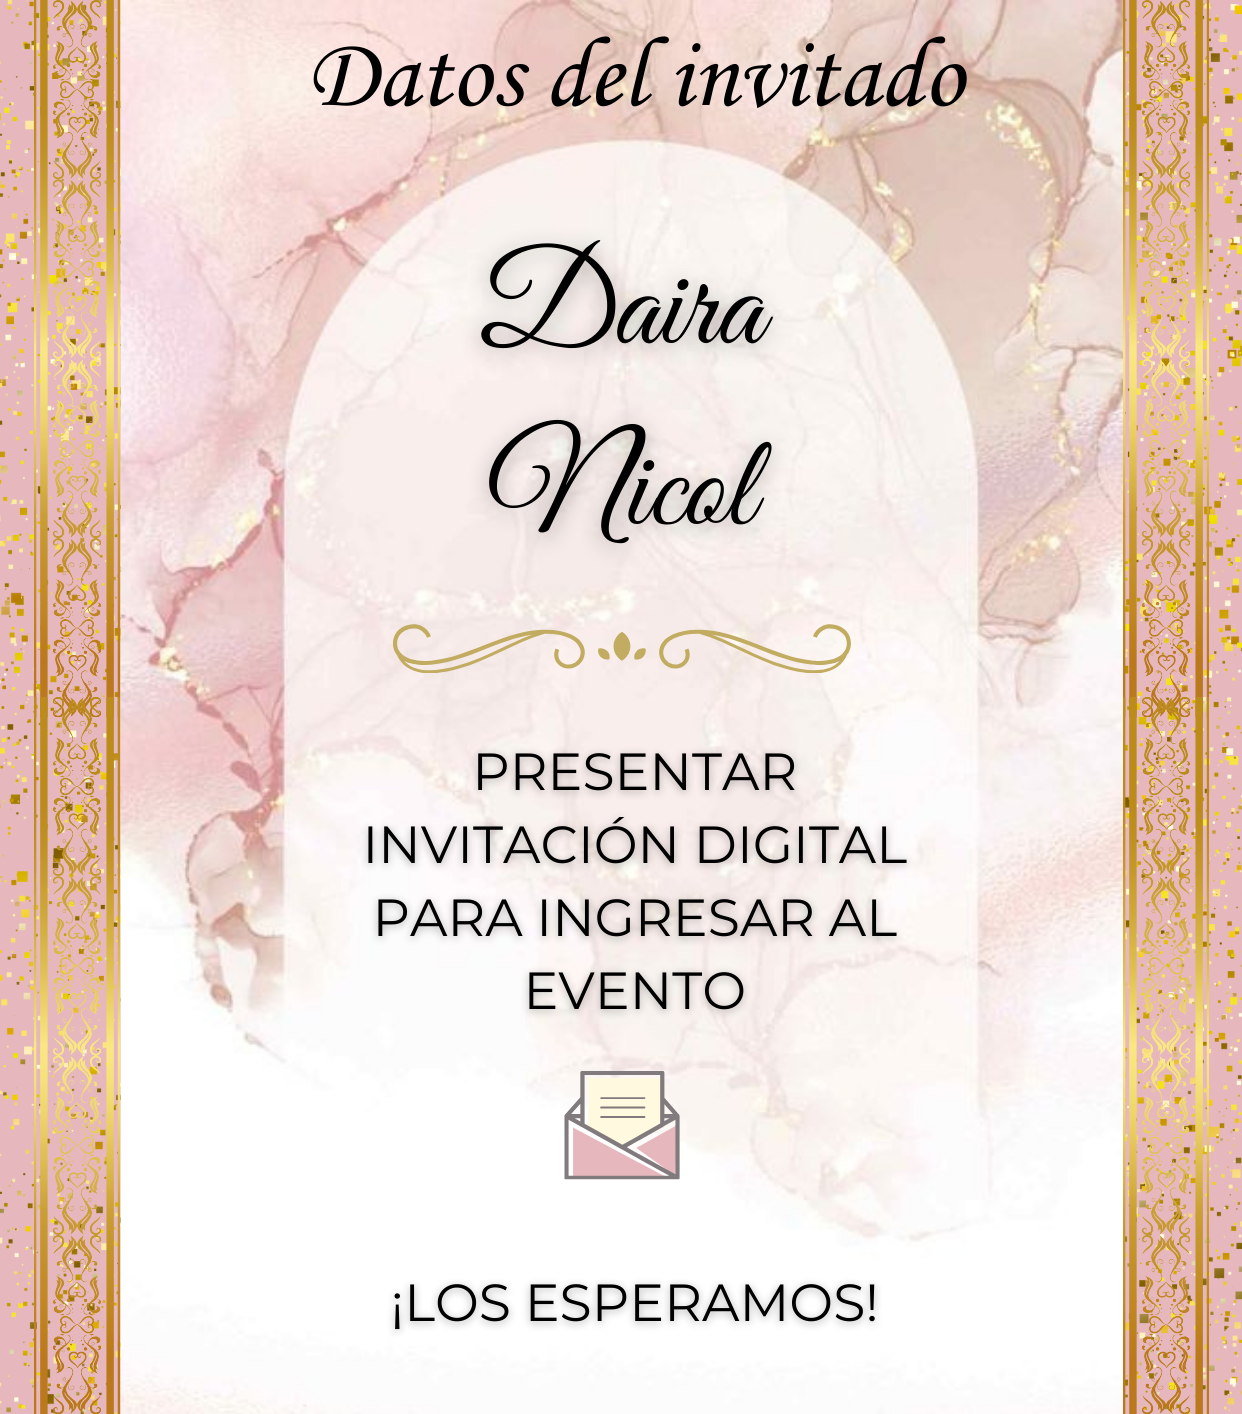 Datos del invitado
Daira
Nicol
PRESENTAR
INVITACIÓN DIGITAL
PARA INGRESAR AL
EVENTO
¡LOS ESPERAMOS!